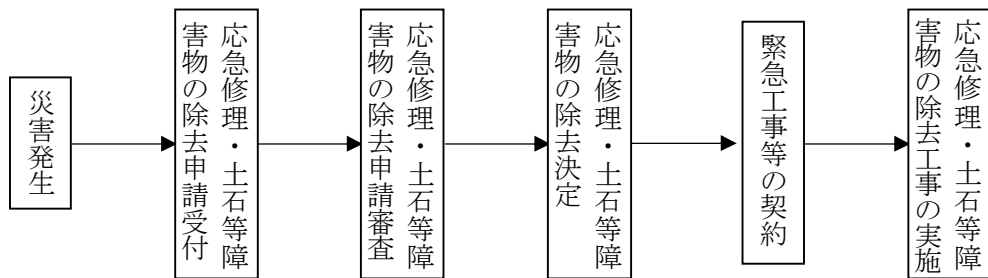 災害発生
応急修理・土石等障
害物の除去申請受付
応急修理・土石等障
害物の除去申請審査
応急修理・土石等障
害物の除去決定
緊急工事等の契約
応急修理・土石等障
害物の除去工事の実施